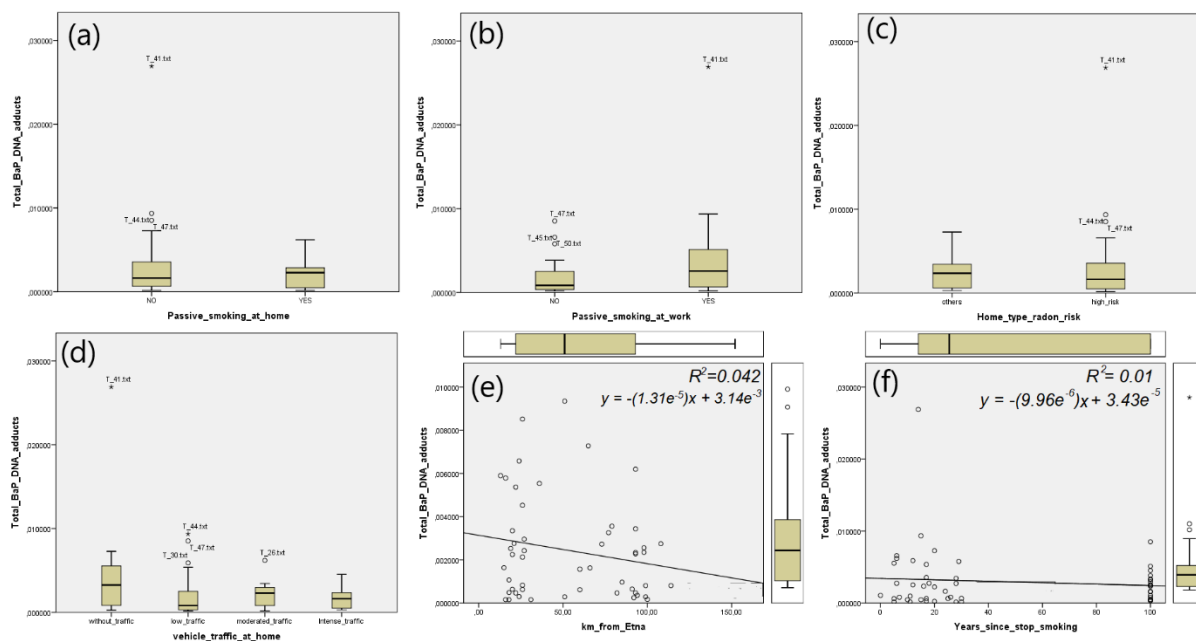 (a)
,030000
,020000
,010000
,000000
Total_BaP_DNA_adducts
T_41.txt
T_44.txt
T_47.txt
NO
YES
Passive_smoking_at_home
(b)
,030000
,020000
,010000
,000000
Total_BaP_DNA_adducts
T_41.txt
T_47.txt
T_45.txt
T_50.txt
NO
YES
Passive_smoking_at_work
(c)
,030000
,020000
,010000
,000000
Total_BaP_DNA_adducts
T_41.txt
T_44.txt
T_47.txt
others
high_risk
Home_type_radon_risk
(d)
,030000
,020000
,010000
,000000
Total_BaP_DNA_adducts
T_41.txt
T_44.txt
T_30.txt
T_47.txt
T_26.txt
without_traffic
low_traffic
moderated_traffic
Intense_traffic
vehicle_traffic_at_home
(e)
R²=0.042
y = -(1.31e⁻⁵)x + 3.14e⁻³
,010000
,008000
,006000
,004000
,002000
,000000
Total_BaP_DNA_adducts
,00
50,00
100,00
150,00
km_from_Etna
(f)
R²= 0.01
y = -(9.96e⁻⁶)x + 3.43e⁻⁵
,030000
,020000
,010000
,000000
Total_BaP_DNA_adducts
0
20
40
60
80
100
Years_since_stop_smoking